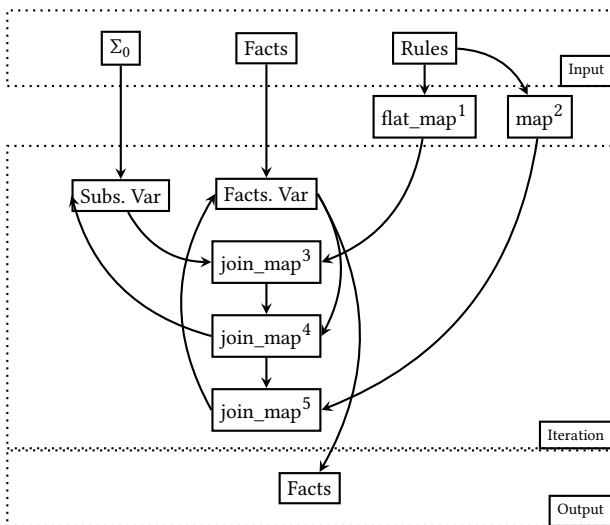 Σ₀
Facts
Rules
Input
flat_map¹
map²
Subs. Var
Facts. Var
join_map³
join_map⁴
join_map⁵
Iteration
Facts
Output